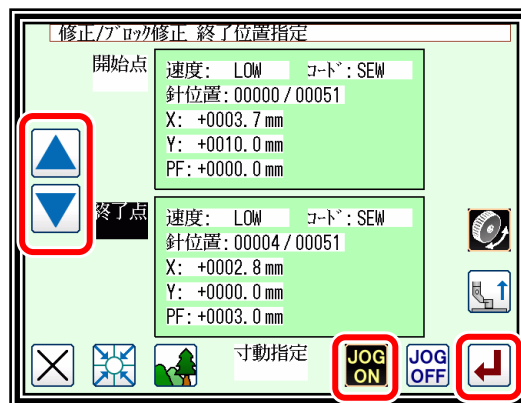 修正/ブロック修正 終了位置指定
開始点
速度: LOW コード: SEW
針位置: 00000 / 00051
X: +0003.7 mm
Y: +0010.0 mm
PF: +0000.0 mm
終了点
速度: LOW コード: SEW
針位置: 00004 / 00051
X: +0002.8 mm
Y: +0000.0 mm
PF: +0003.0 mm
寸動指定
JOG ON
JOG OFF